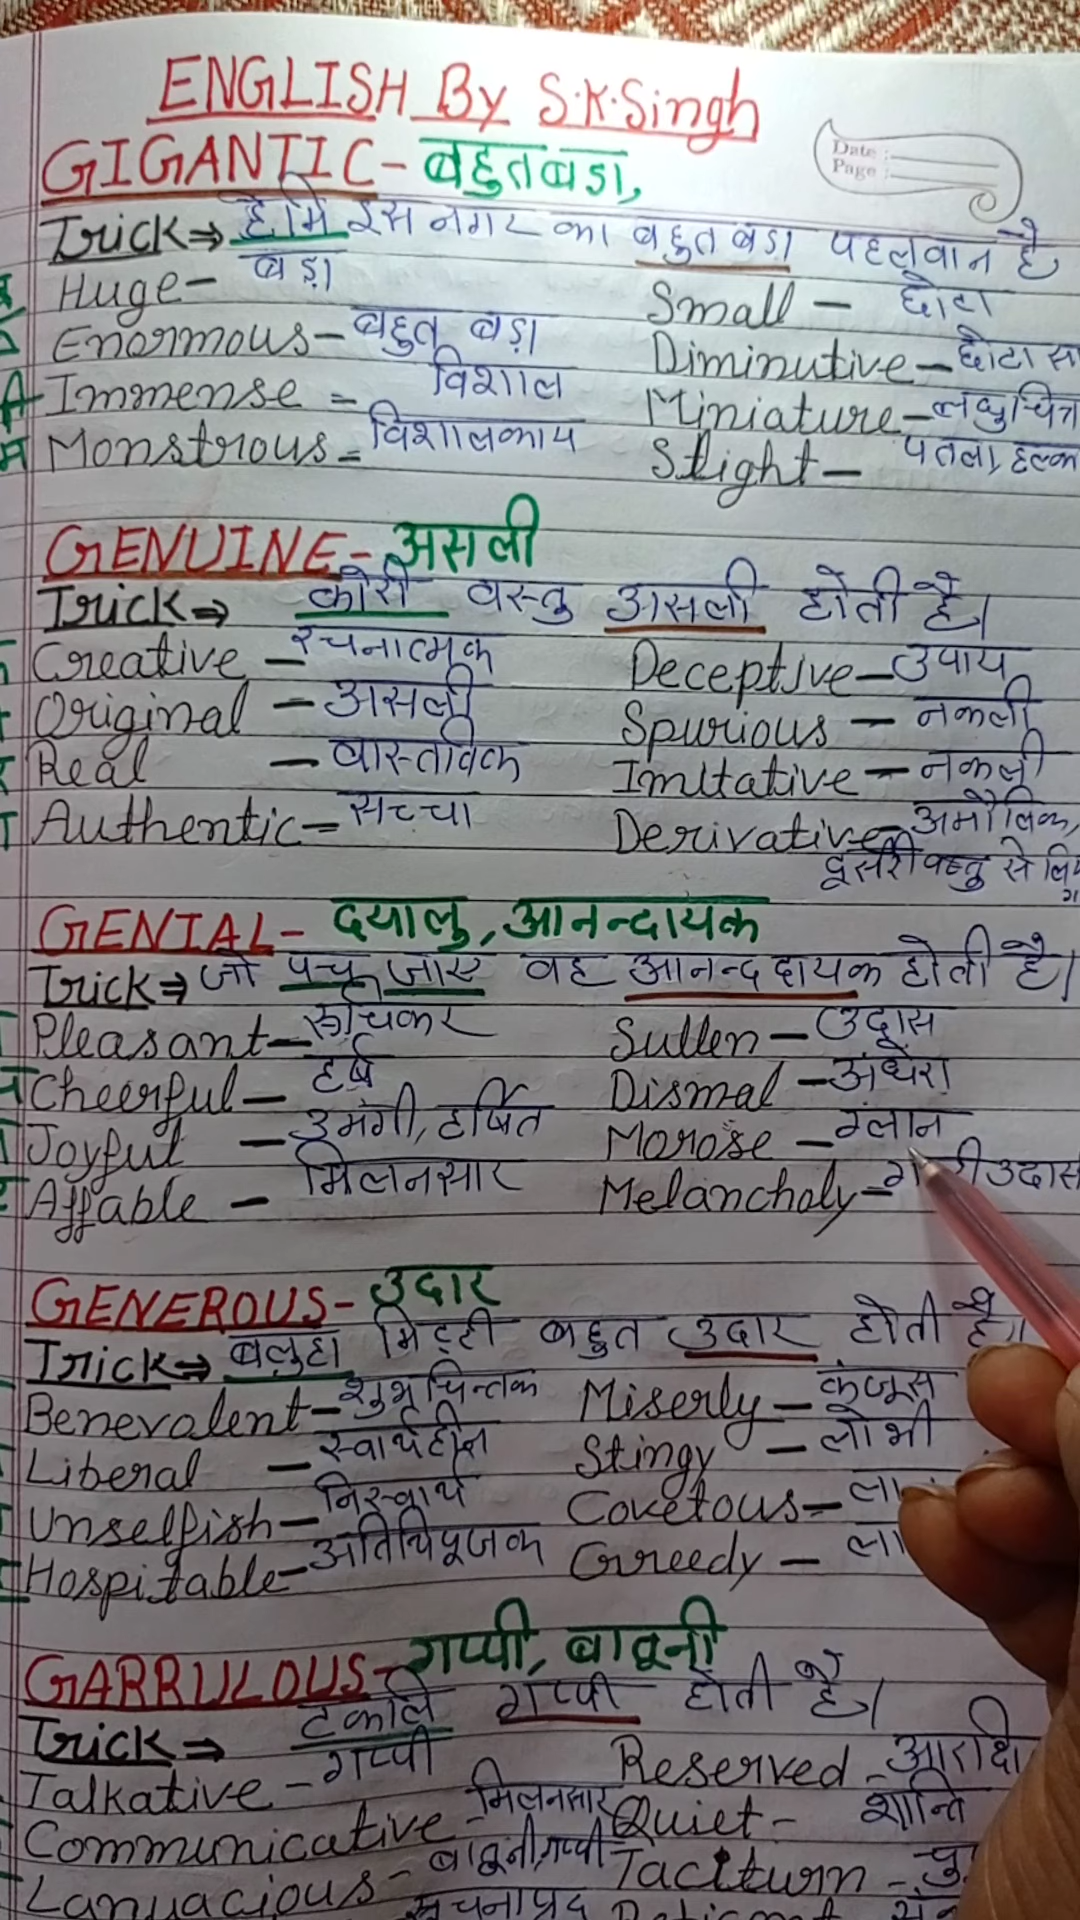 ENGLISH By S.K.Singh
Date :
Page :
GIGANTIC - बहुत बडा,
Trick⇒ हेमि इस नगर का बहुत बडा पहलवान है
Huge - बड़ा Small - छोटा
Enormous - बहुत बड़ा Diminutive - छोटा सा
Immense = विशाल Miniature - लघुचित्र
Monstrous = विशालकाय Slight - पतला, हल्का
GENUINE - असली
Trick⇒ कोरी वस्तु असली होती है।
Creative - रचनात्मक Deceptive - उपाय
Original - असली Spurious - नकली
Real - वास्तविक Imitative - नकली
Authentic = सच्चा Derivative - अमौलिक,
दूसरी वस्तु से
GENIAL - दयालु, आनन्दायक
Trick⇒ जो पचू जाए वह आनन्ददायक होती है।
Pleasant - रूचिकर Sullen - उदास
Cheerful - हर्ष Dismal - अंधेरा
Joyful - उमंगी, हर्षित Morose - ग्लान
Affable - मिलनसार Melancholy = उदास
GENEROUS - उदार
Trick⇒ बलुहा मिट्टी बहुत उदार होती है।
Benevolent - शुभचिन्तक Miserly - कंजूस
Liberal - स्वार्थहीन Stingy - लोभी
Unselfish - निस्वार्थ Covetous - ला
Hospitable - अतिथिपूजक Greedy - ला
GARRULOUS - गप्पी, बातूनी
Trick⇒ टकलि गप्पी होती है।
Talkative - गप्पी Reserved -
Communicative - मिलनसार Quiet - शान्ति
बातूनी, गप्पी Taciturn - चु